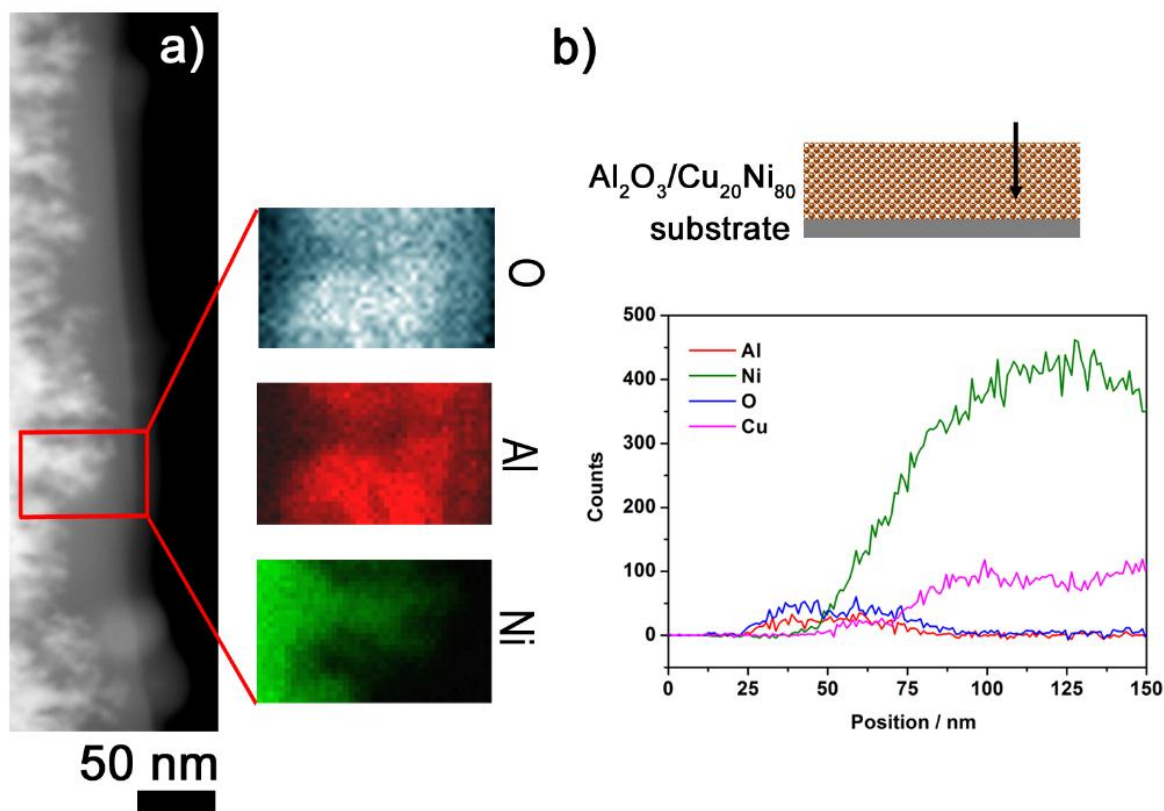 a)
50 nm
O
Al
Ni
b)
Al₂O₃/Cu₂₀Ni₈₀
substrate
500
400
300
200
100
0
Counts
Al
Ni
O
Cu
0 25 50 75 100 125 150
Position / nm